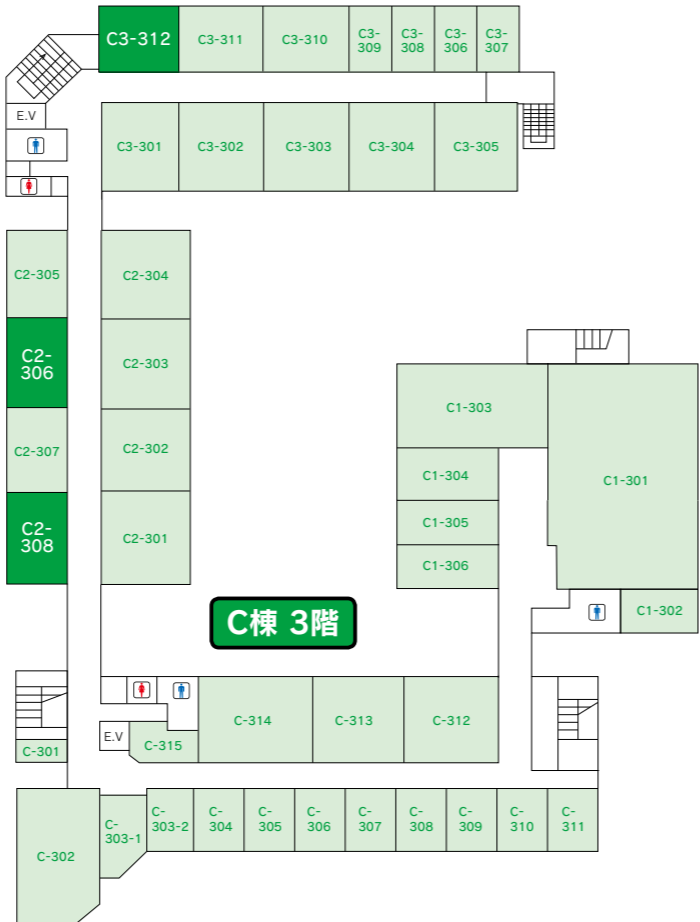 C3-312
C3-311
C3-310
C3-
309
C3-
308
C3-
306
C3-
307
E.V
C3-301
C3-302
C3-303
C3-304
C3-305
C2-305
C2-304
C2-
306
C2-303
C2-307
C2-302
C2-
308
C2-301
C1-303
C1-301
C1-304
C1-305
C1-306
C1-302
C棟 3階
C-314
C-313
C-312
E.V
C-315
C-301
C-302
C-
303-1
C-
303-2
C-
304
C-
305
C-
306
C-
307
C-
308
C-
309
C-
310
C-
311